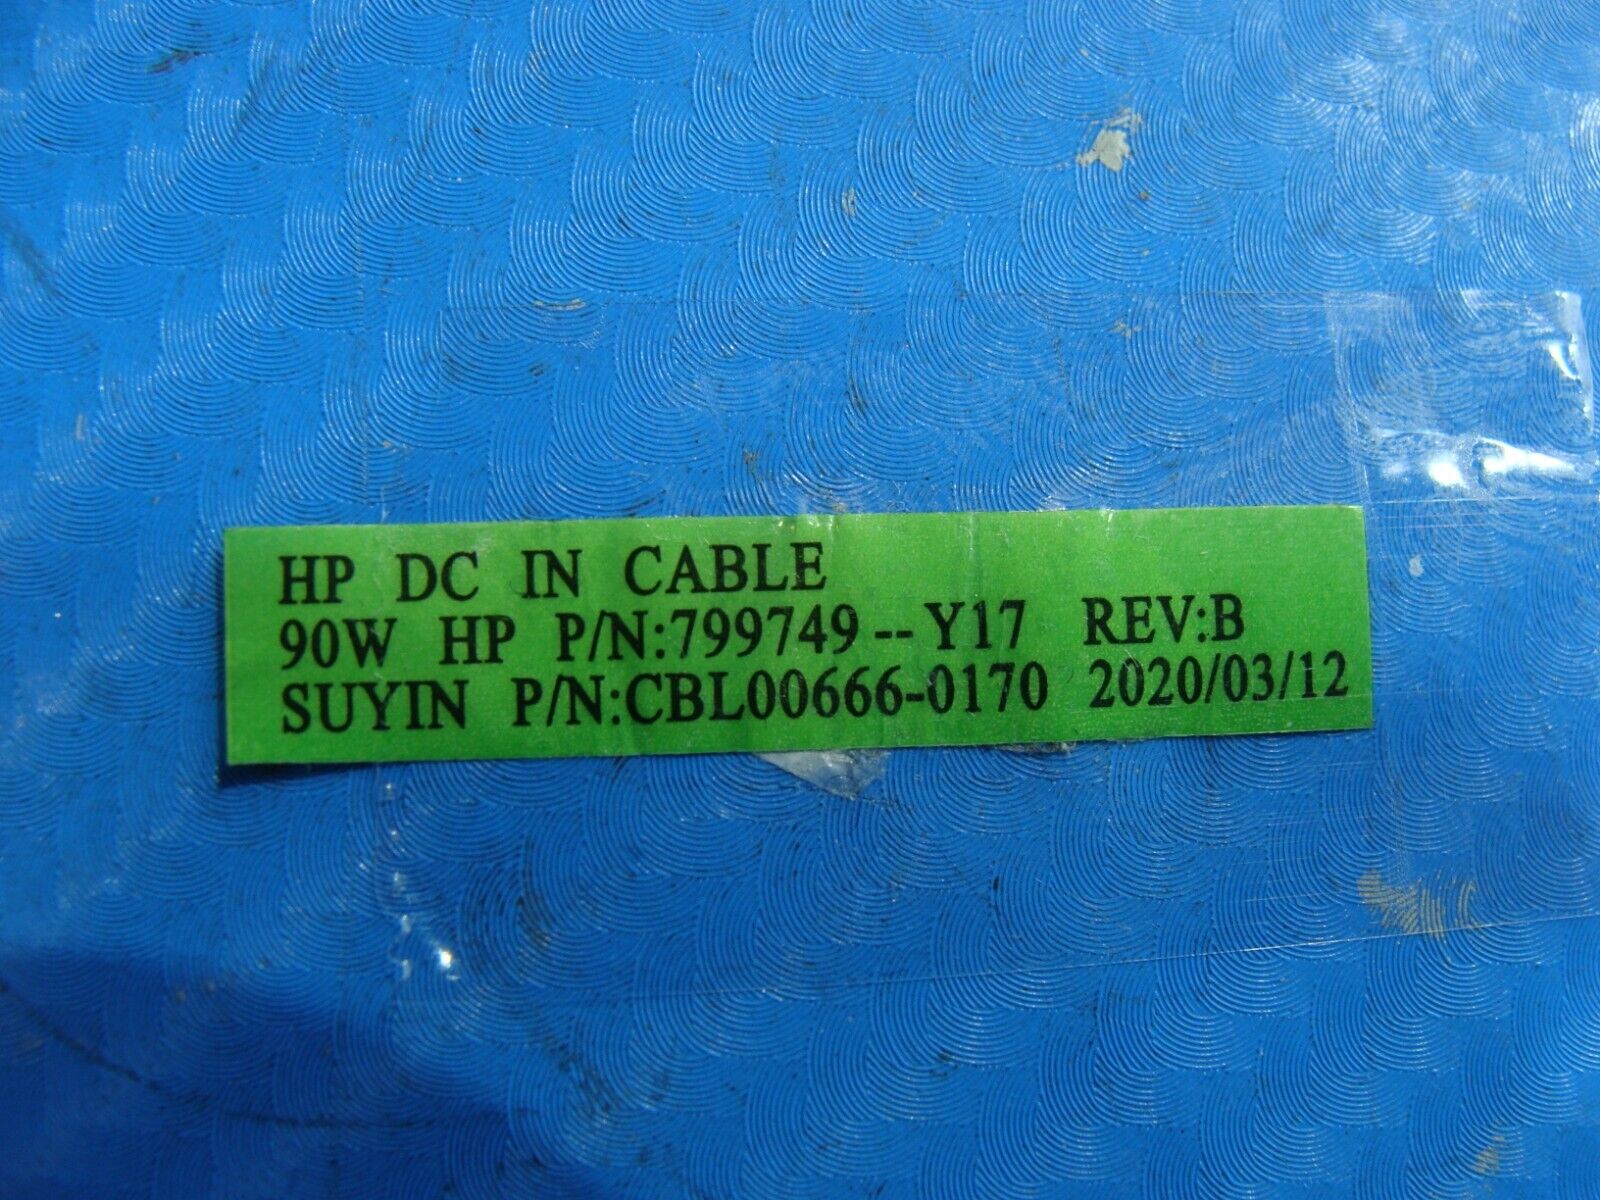 HP DC IN CABLE
90W HP P/N:799749--Y17 REV:B
SUYIN P/N:CBL00666-0170 2020/03/12